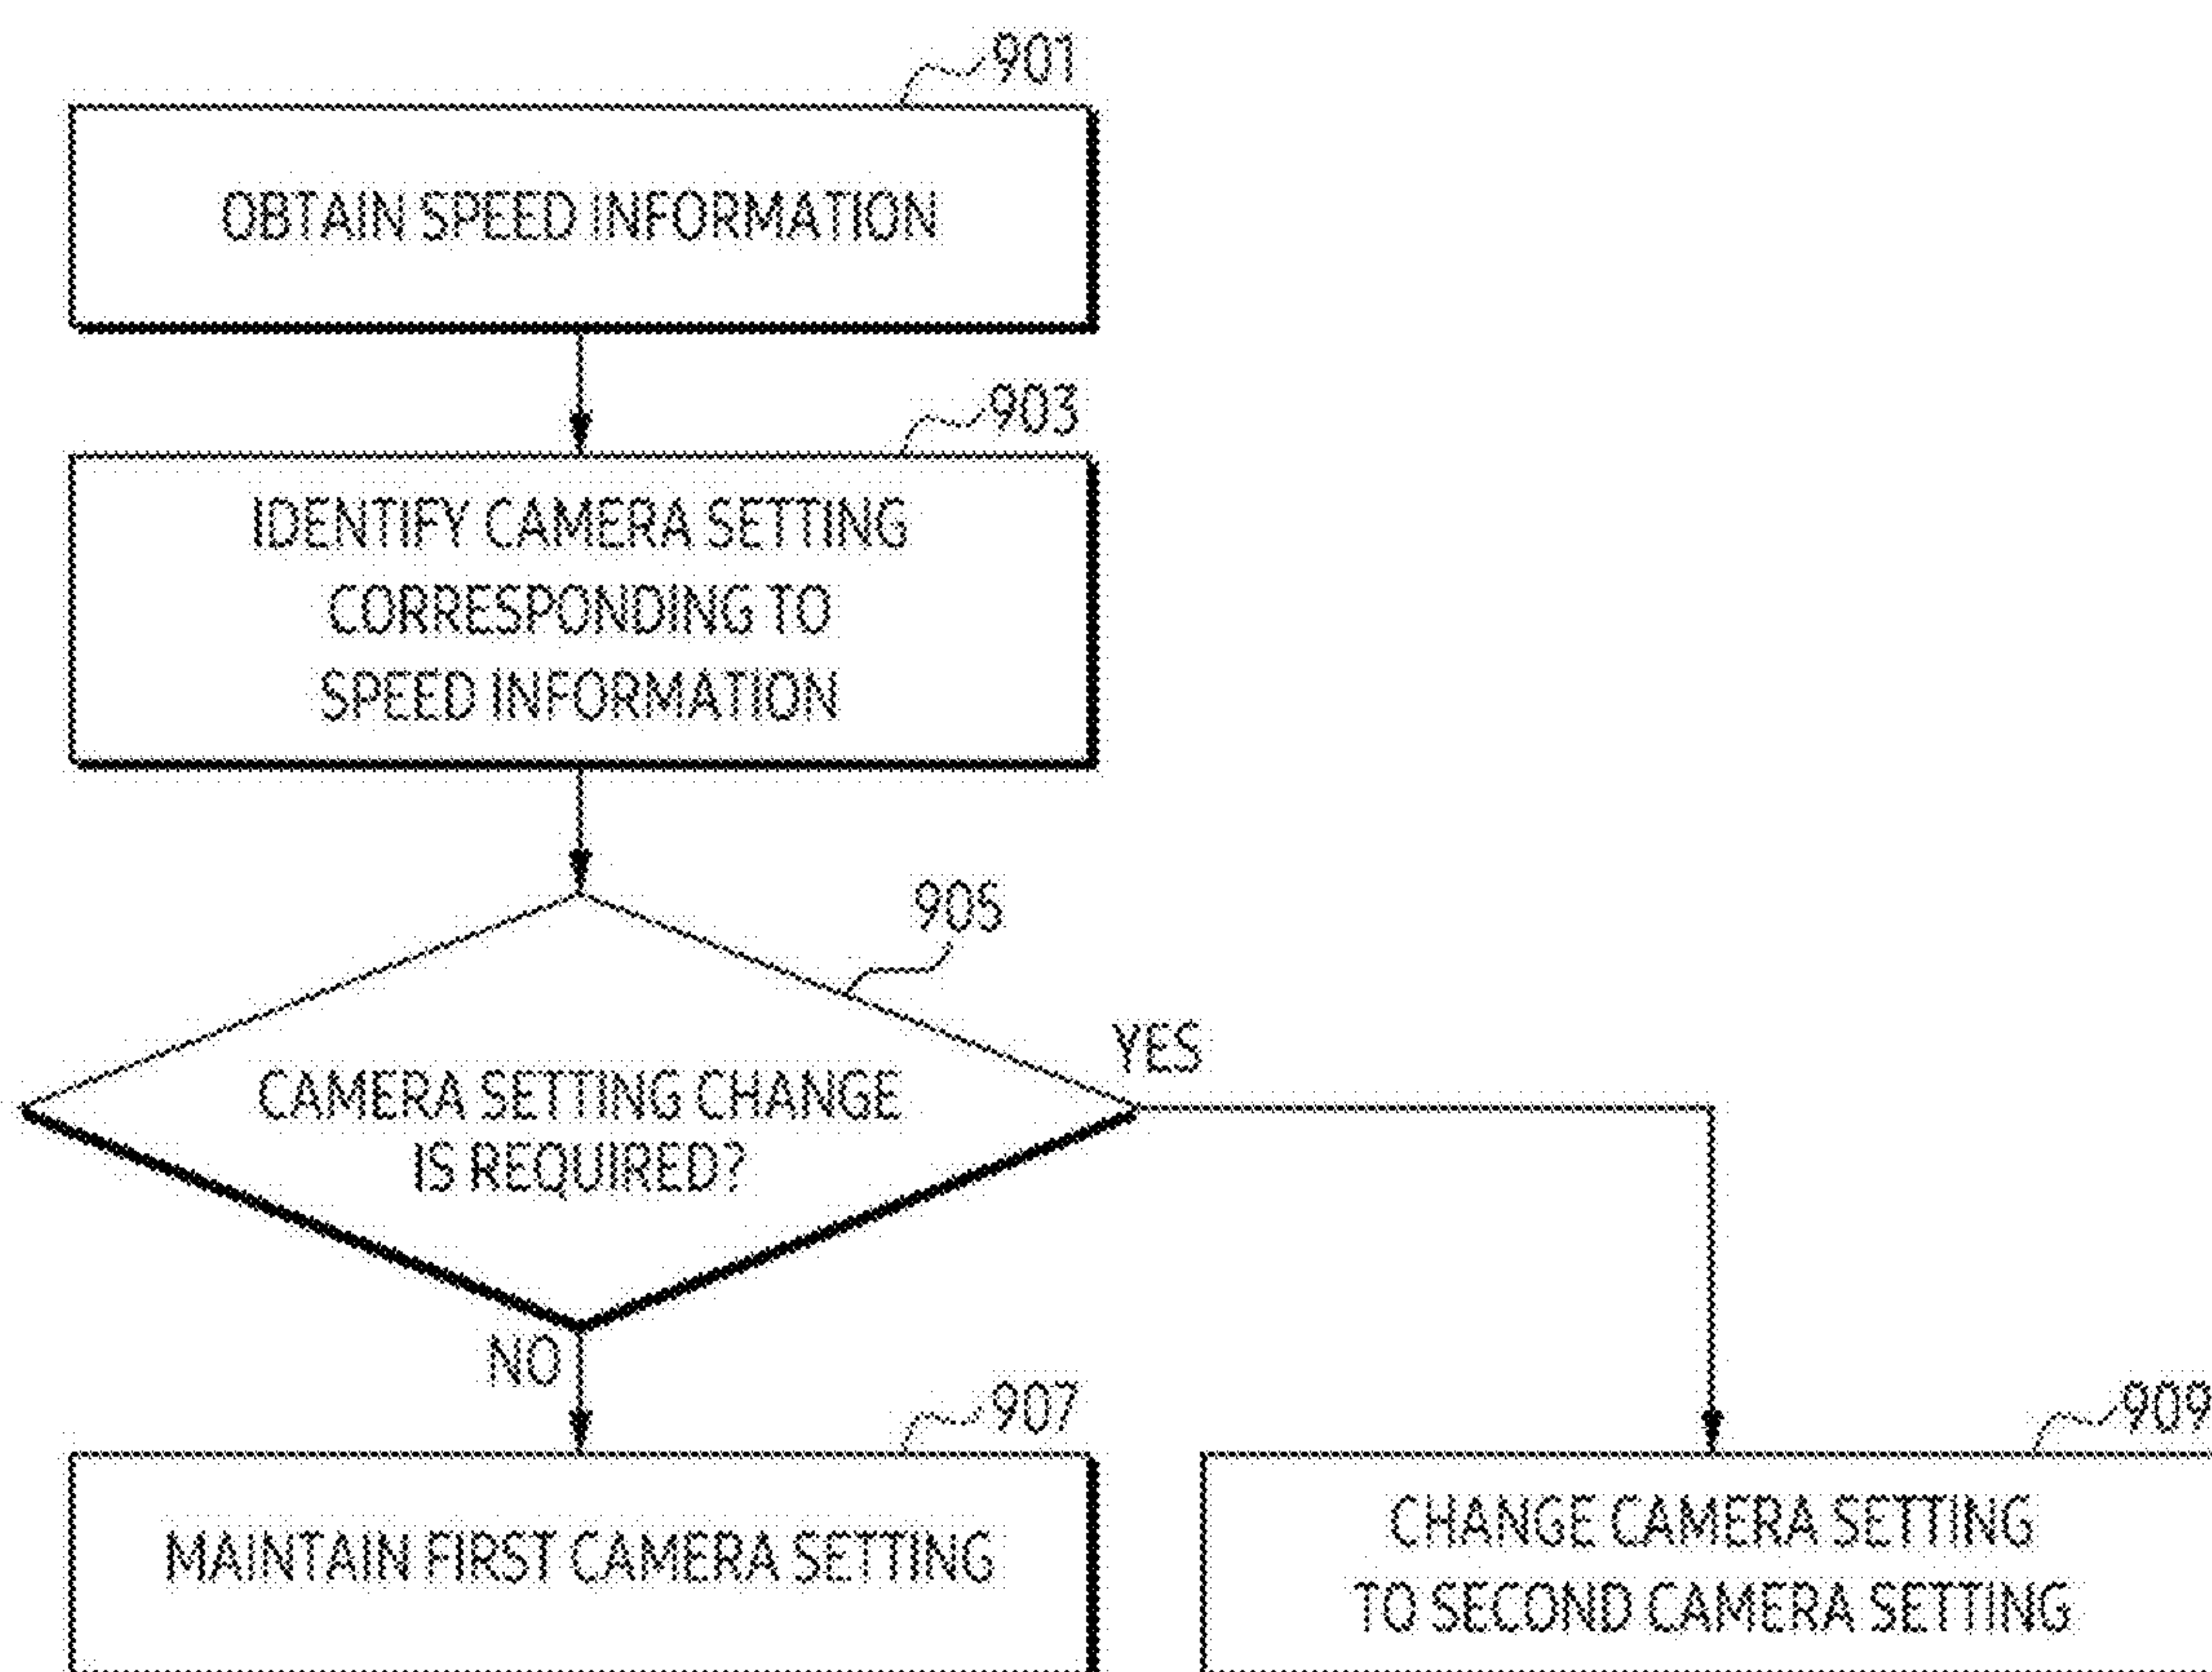 901
OBTAIN SPEED INFORMATION
903
IDENTIFY CAMERA SETTING
CORRESPONDING TO
SPEED INFORMATION
905
CAMERA SETTING CHANGE
IS REQUIRED?
YES
NO
907
MAINTAIN FIRST CAMERA SETTING
909
CHANGE CAMERA SETTING
TO SECOND CAMERA SETTING